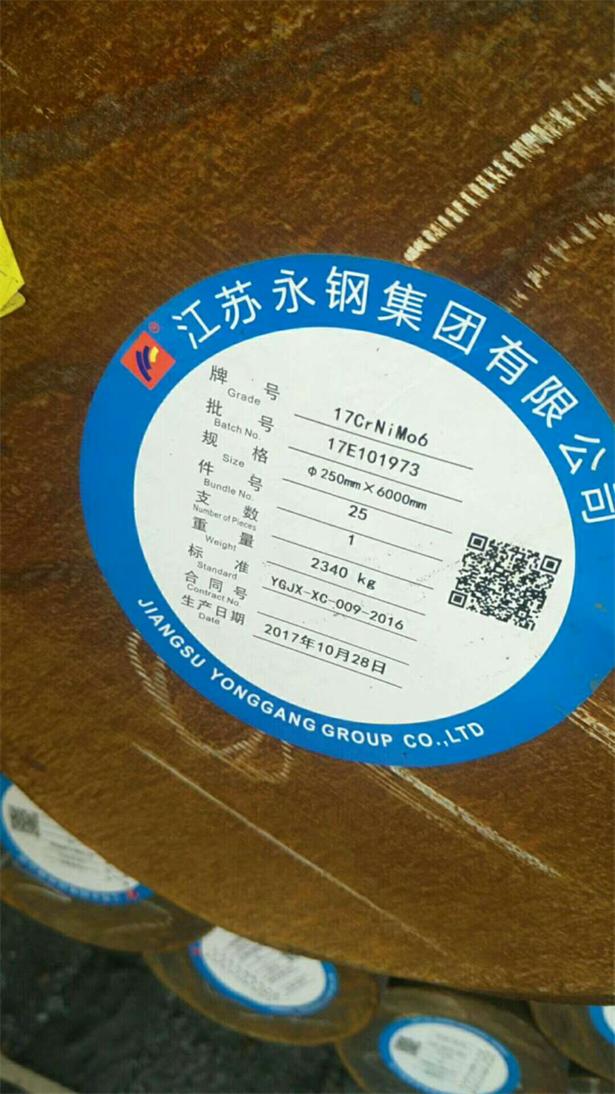 江苏永钢集团有限公司
®
牌 号 17CrNiMo6
Grade
批 号 17E101973
Batch No.
规 格 φ250mm×6000mm
Size
件 号 25
Bundle No.
支 数 1
Number of Pieces
重 量 2340 kg
Weight
标 准 YGJX-XC-009-2016
Standard
合 同 号
Contract No.
生产日期 2017年10月28日
Date
JIANGSU YONGGANG GROUP CO.,LTD